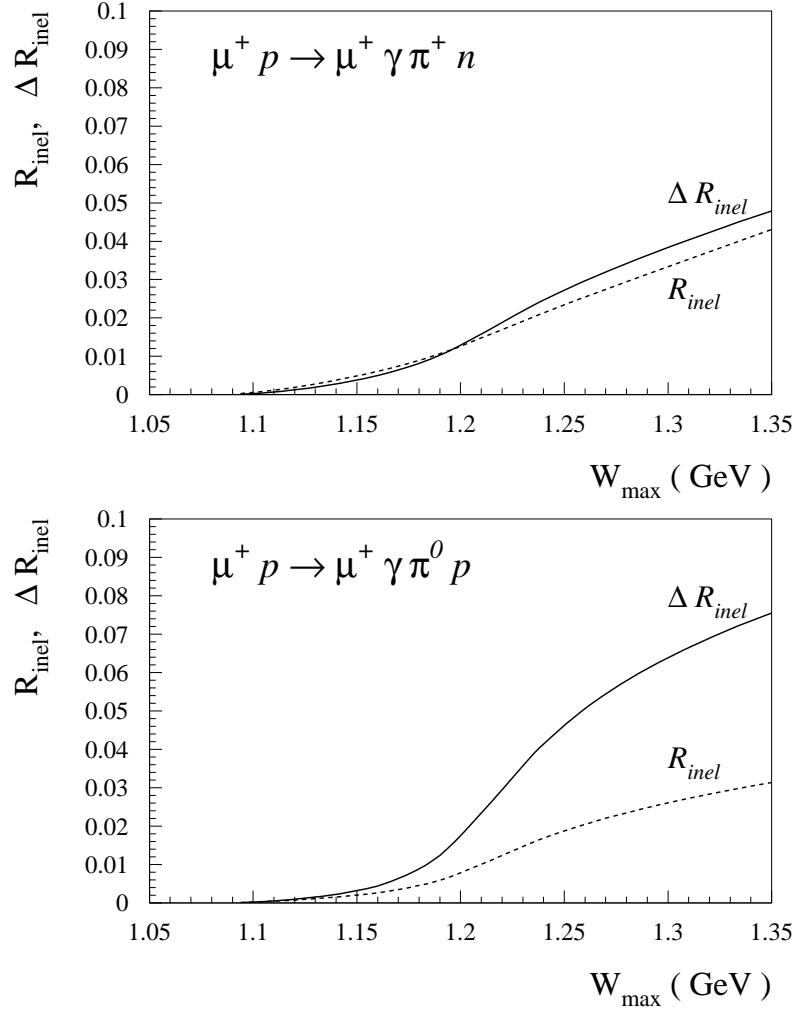 R_inel, Δ R_inel
μ⁺ p → μ⁺ γ π⁺ n
0.1
0.09
0.08
0.07
0.06
0.05
0.04
0.03
0.02
0.01
0
Δ R_inel
R_inel
1.05 1.1 1.15 1.2 1.25 1.3 1.35
W_max ( GeV )
R_inel, Δ R_inel
μ⁺ p → μ⁺ γ π⁰ p
0.1
0.09
0.08
0.07
0.06
0.05
0.04
0.03
0.02
0.01
0
Δ R_inel
R_inel
1.05 1.1 1.15 1.2 1.25 1.3 1.35
W_max ( GeV )